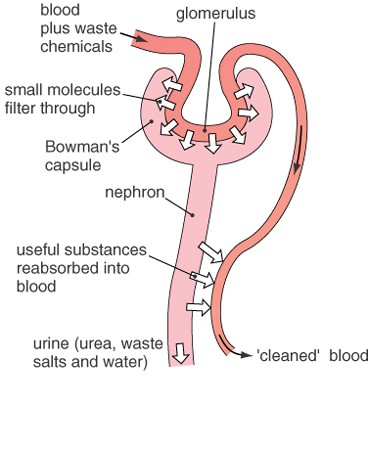 blood
plus waste
chemicals
glomerulus
small molecules
filter through
Bowman's
capsule
nephron
useful substances
reabsorbed into
blood
urine (urea, waste
salts and water)
'cleaned' blood